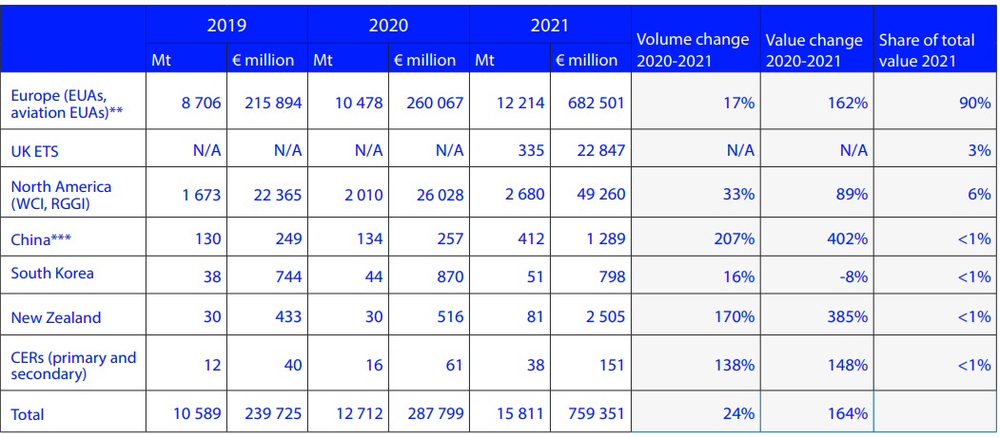 2019 2020 2021 Volume change 2020-2021 Value change 2020-2021 Share of total value 2021
Mt € million Mt € million Mt € million
Europe (EUAs, aviation EUAs)** 8 706 215 894 10 478 260 067 12 214 682 501 17% 162% 90%
UK ETS N/A N/A N/A N/A 335 22 847 N/A N/A 3%
North America (WCI, RGGI) 1 673 22 365 2 010 26 028 2 680 49 260 33% 89% 6%
China*** 130 249 134 257 412 1 289 207% 402% <1%
South Korea 38 744 44 870 51 798 16% -8% <1%
New Zealand 30 433 30 516 81 2 505 170% 385% <1%
CERs (primary and secondary) 12 40 16 61 38 151 138% 148% <1%
Total 10 589 239 725 12 712 287 799 15 811 759 351 24% 164%